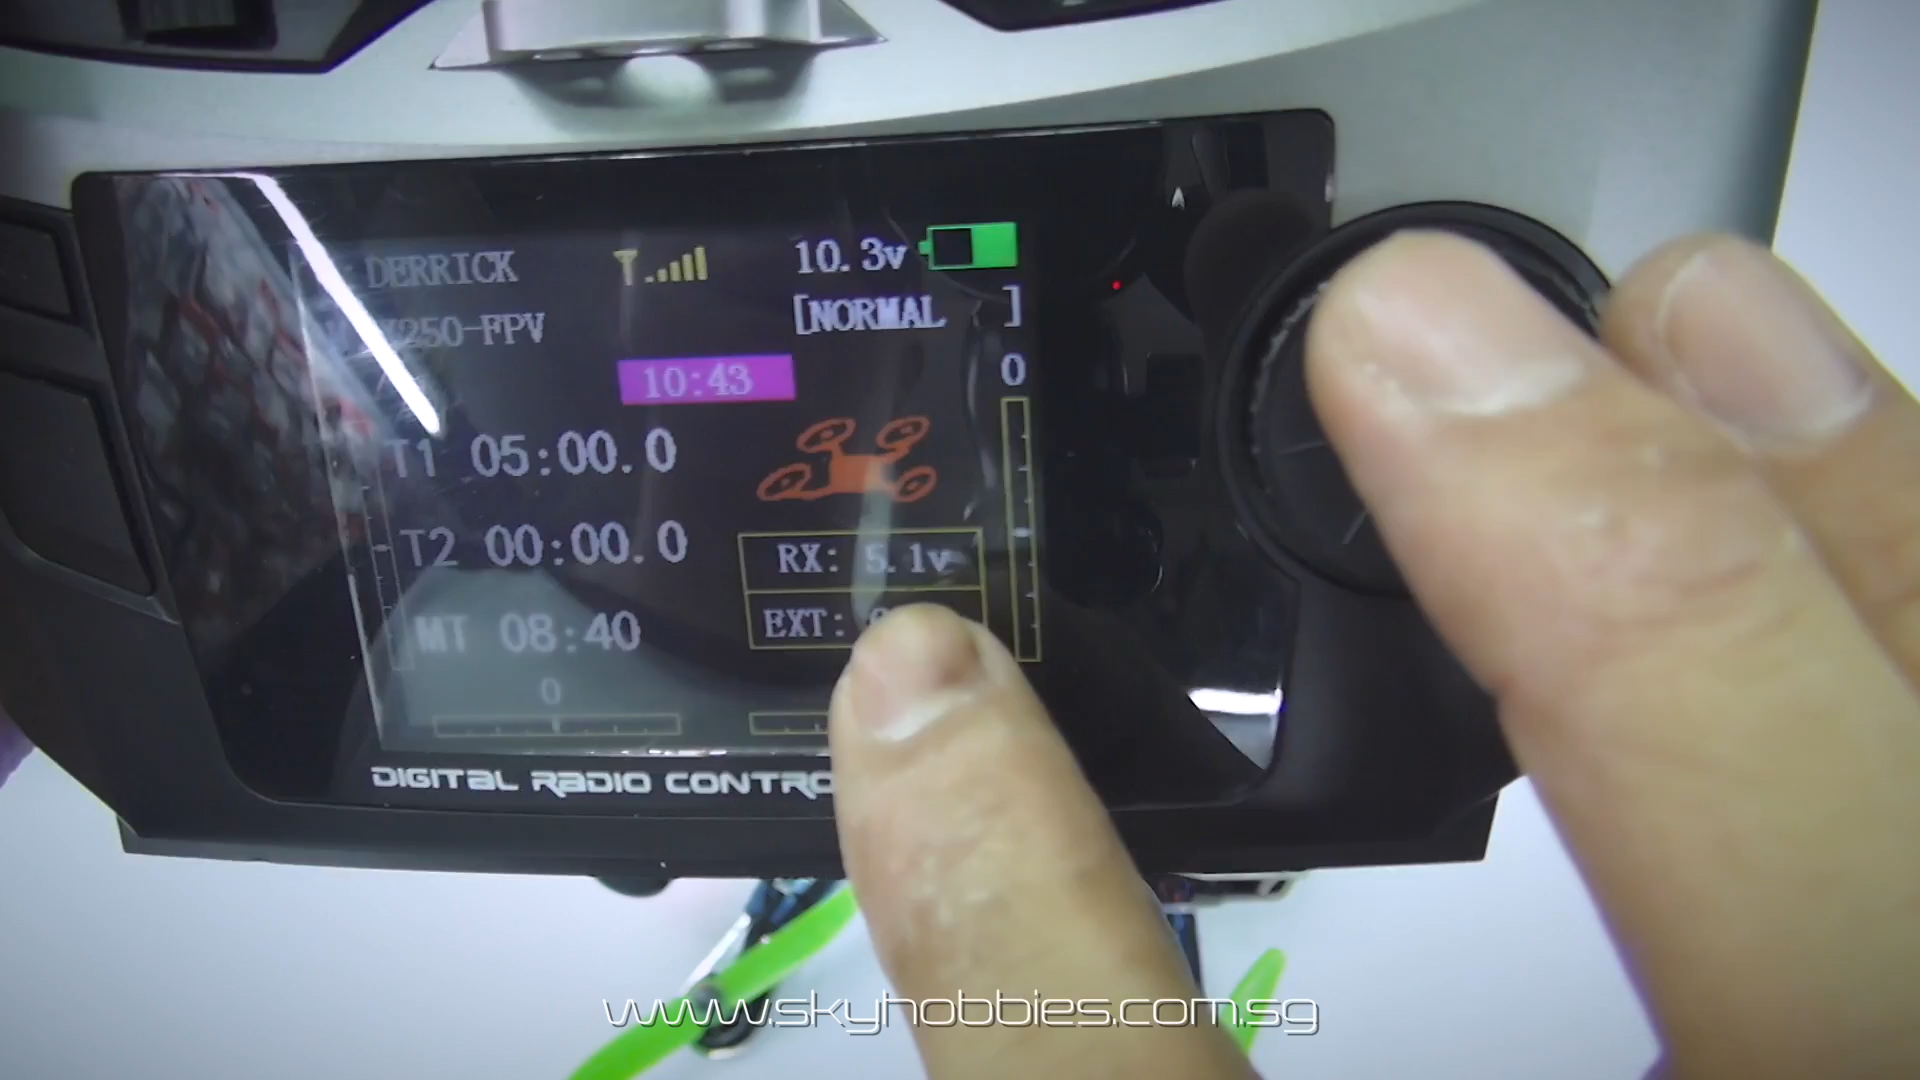 DERRICK
10.3v
250-FPV
[NORMAL ]
10:43
0
T1 05:00.0
T2 00:00.0
RX: 5.1v
EXT:
MT 08:40
0
DIGITAL RADIO CONTRO
www.skyhobbies.com.sg